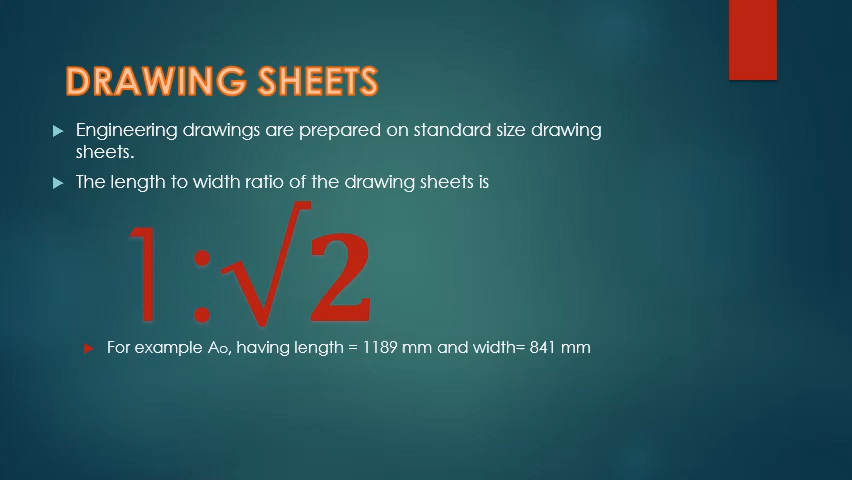 DRAWING SHEETS
Engineering drawings are prepared on standard size drawing
sheets.
The length to width ratio of the drawing sheets is
1:√2
For example Ao, having length = 1189 mm and width= 841 mm